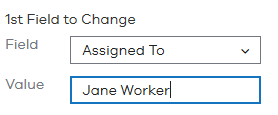 1st Field to Change
Field Assigned To
Value Jane Worker